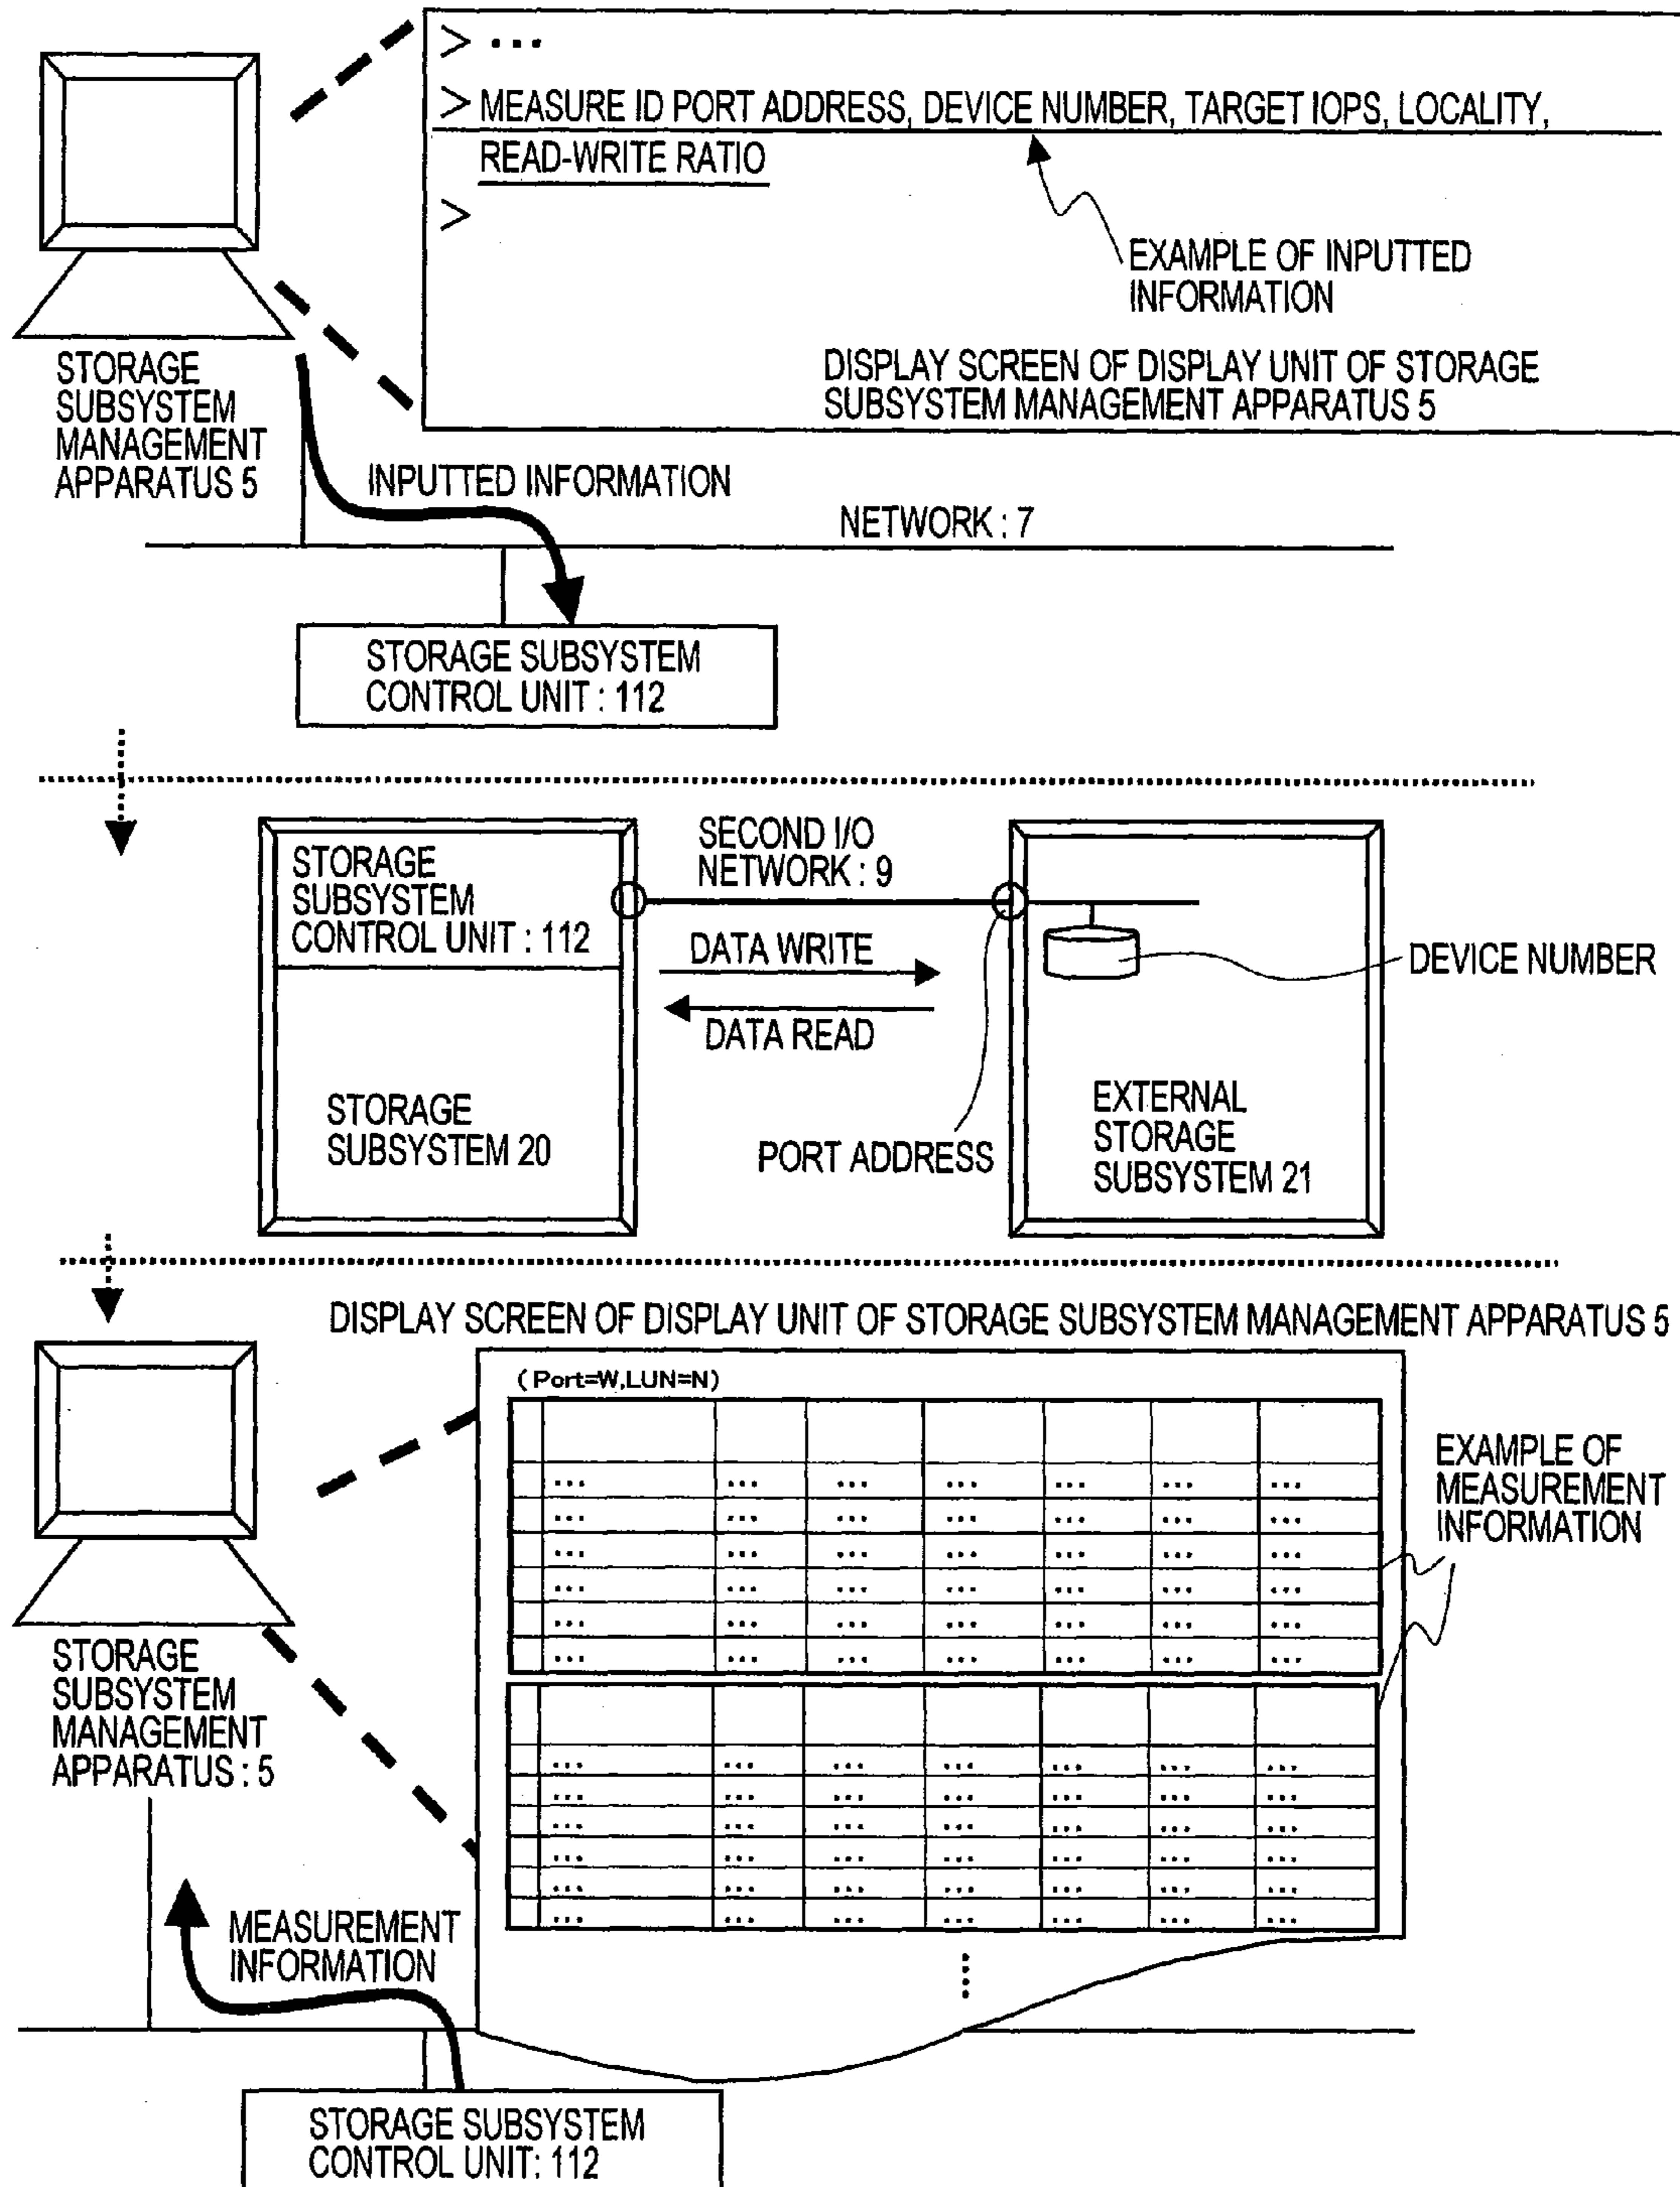 > ...
> MEASURE ID PORT ADDRESS, DEVICE NUMBER, TARGET IOPS, LOCALITY,
READ-WRITE RATIO
>
EXAMPLE OF INPUTTED
INFORMATION
DISPLAY SCREEN OF DISPLAY UNIT OF STORAGE
SUBSYSTEM MANAGEMENT APPARATUS 5
STORAGE
SUBSYSTEM
MANAGEMENT
APPARATUS 5
INPUTTED INFORMATION
NETWORK : 7
STORAGE SUBSYSTEM
CONTROL UNIT : 112
STORAGE
SUBSYSTEM
CONTROL UNIT : 112
SECOND I/O
NETWORK : 9
DATA WRITE
DATA READ
DEVICE NUMBER
STORAGE
SUBSYSTEM 20
PORT ADDRESS
EXTERNAL
STORAGE
SUBSYSTEM 21
DISPLAY SCREEN OF DISPLAY UNIT OF STORAGE SUBSYSTEM MANAGEMENT APPARATUS 5
(Port=W,LUN=N)
... ... ... ... ... ... ...
... ... ... ... ... ... ...
... ... ... ... ... ... ...
... ... ... ... ... ... ...
... ... ... ... ... ... ...
... ... ... ... ... ... ...
... ... ... ... ... ... ...
... ... ... ... ... ... ...
... ... ... ... ... ... ...
... ... ... ... ... ... ...
... ... ... ... ... ... ...
... ... ... ... ... ... ...
EXAMPLE OF
MEASUREMENT
INFORMATION
STORAGE
SUBSYSTEM
MANAGEMENT
APPARATUS : 5
MEASUREMENT
INFORMATION
STORAGE SUBSYSTEM
CONTROL UNIT: 112